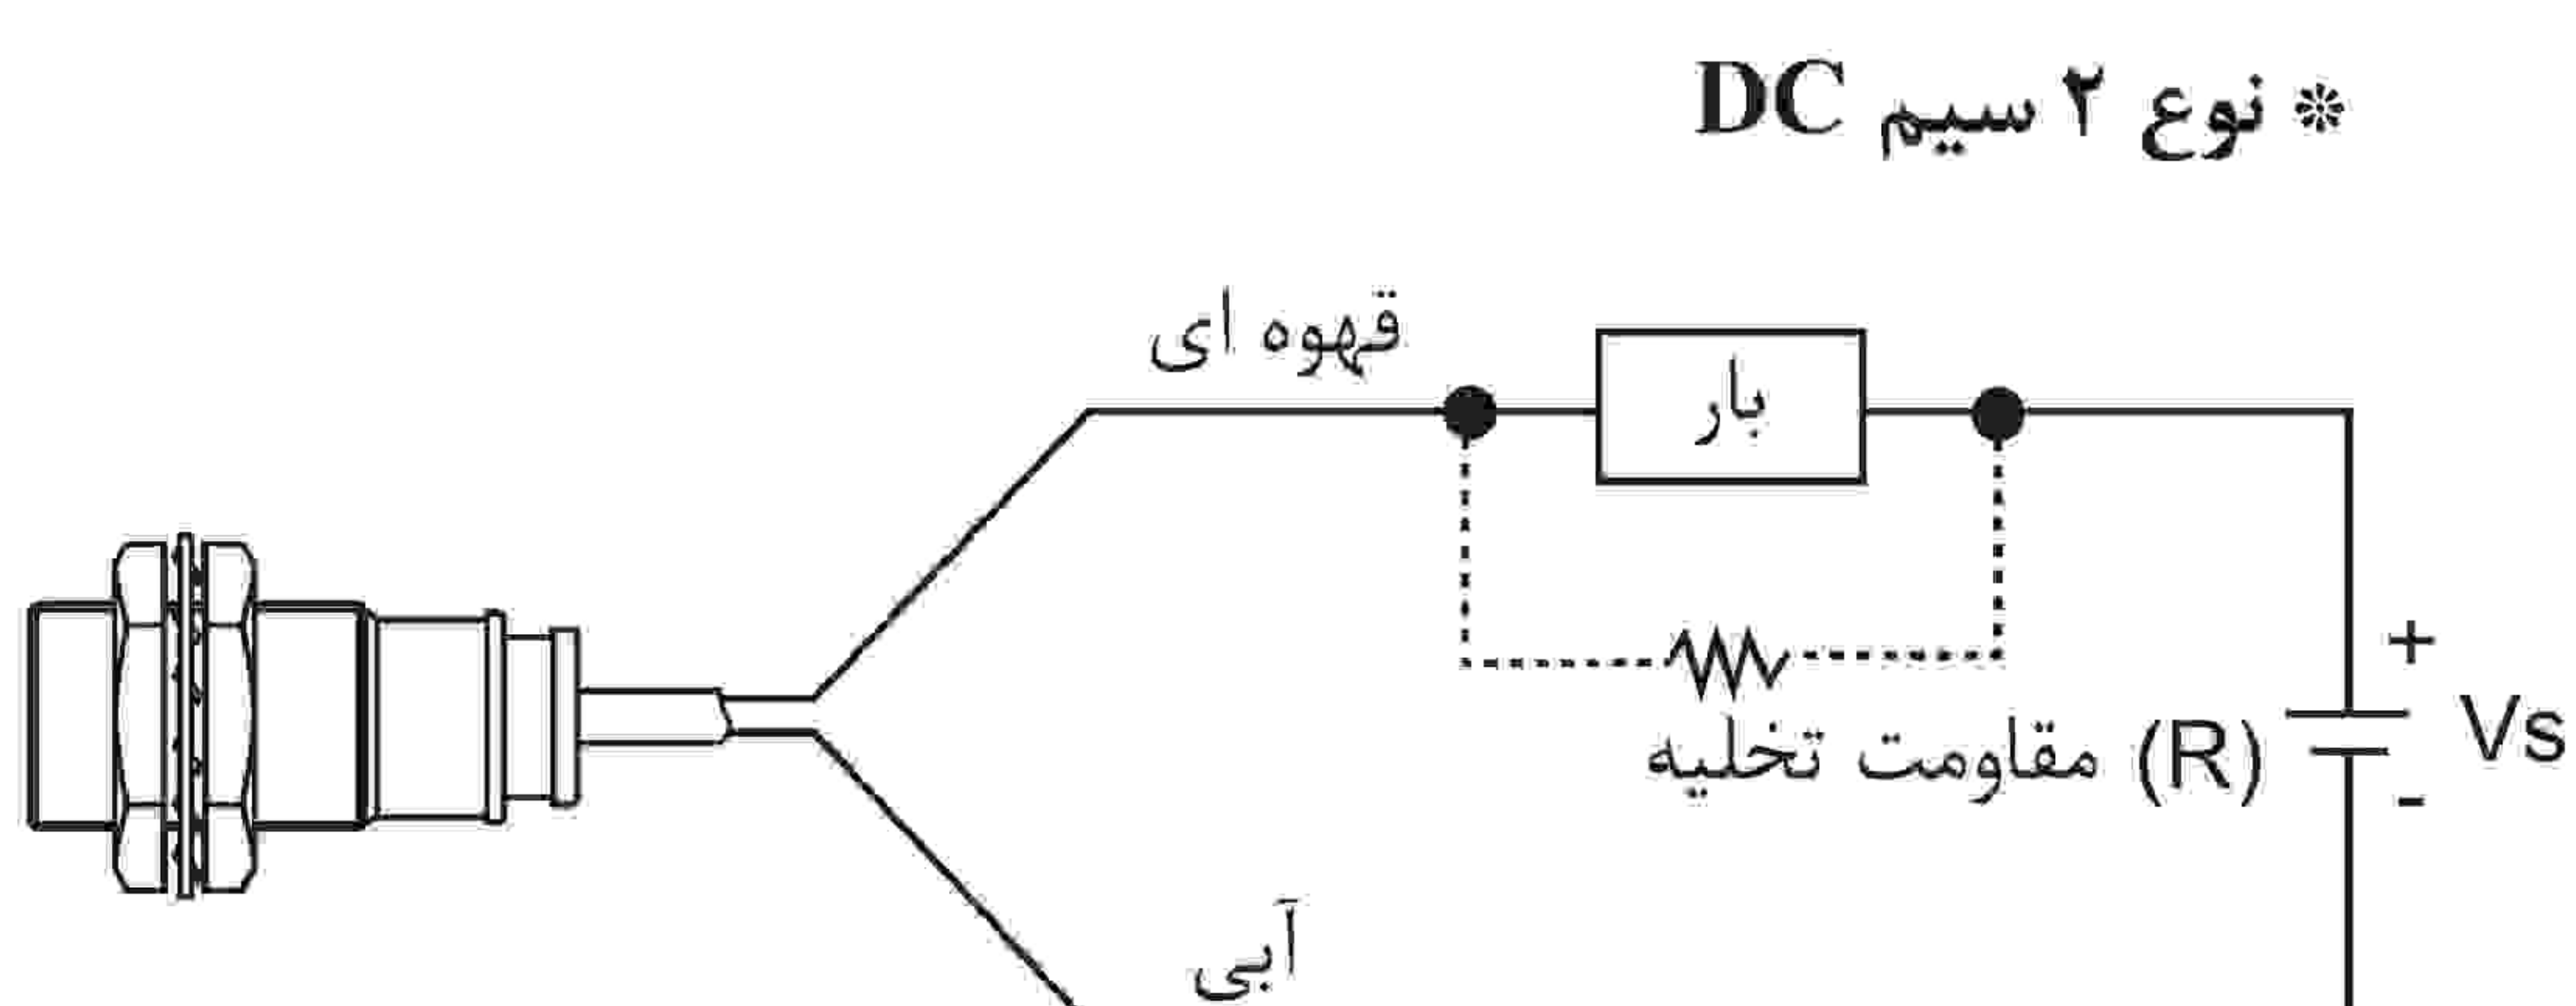 * نوع ۲ سیم DC
قهوه ای
بار
+
Vs
(R) مقاومت تخلیه
-
آبی